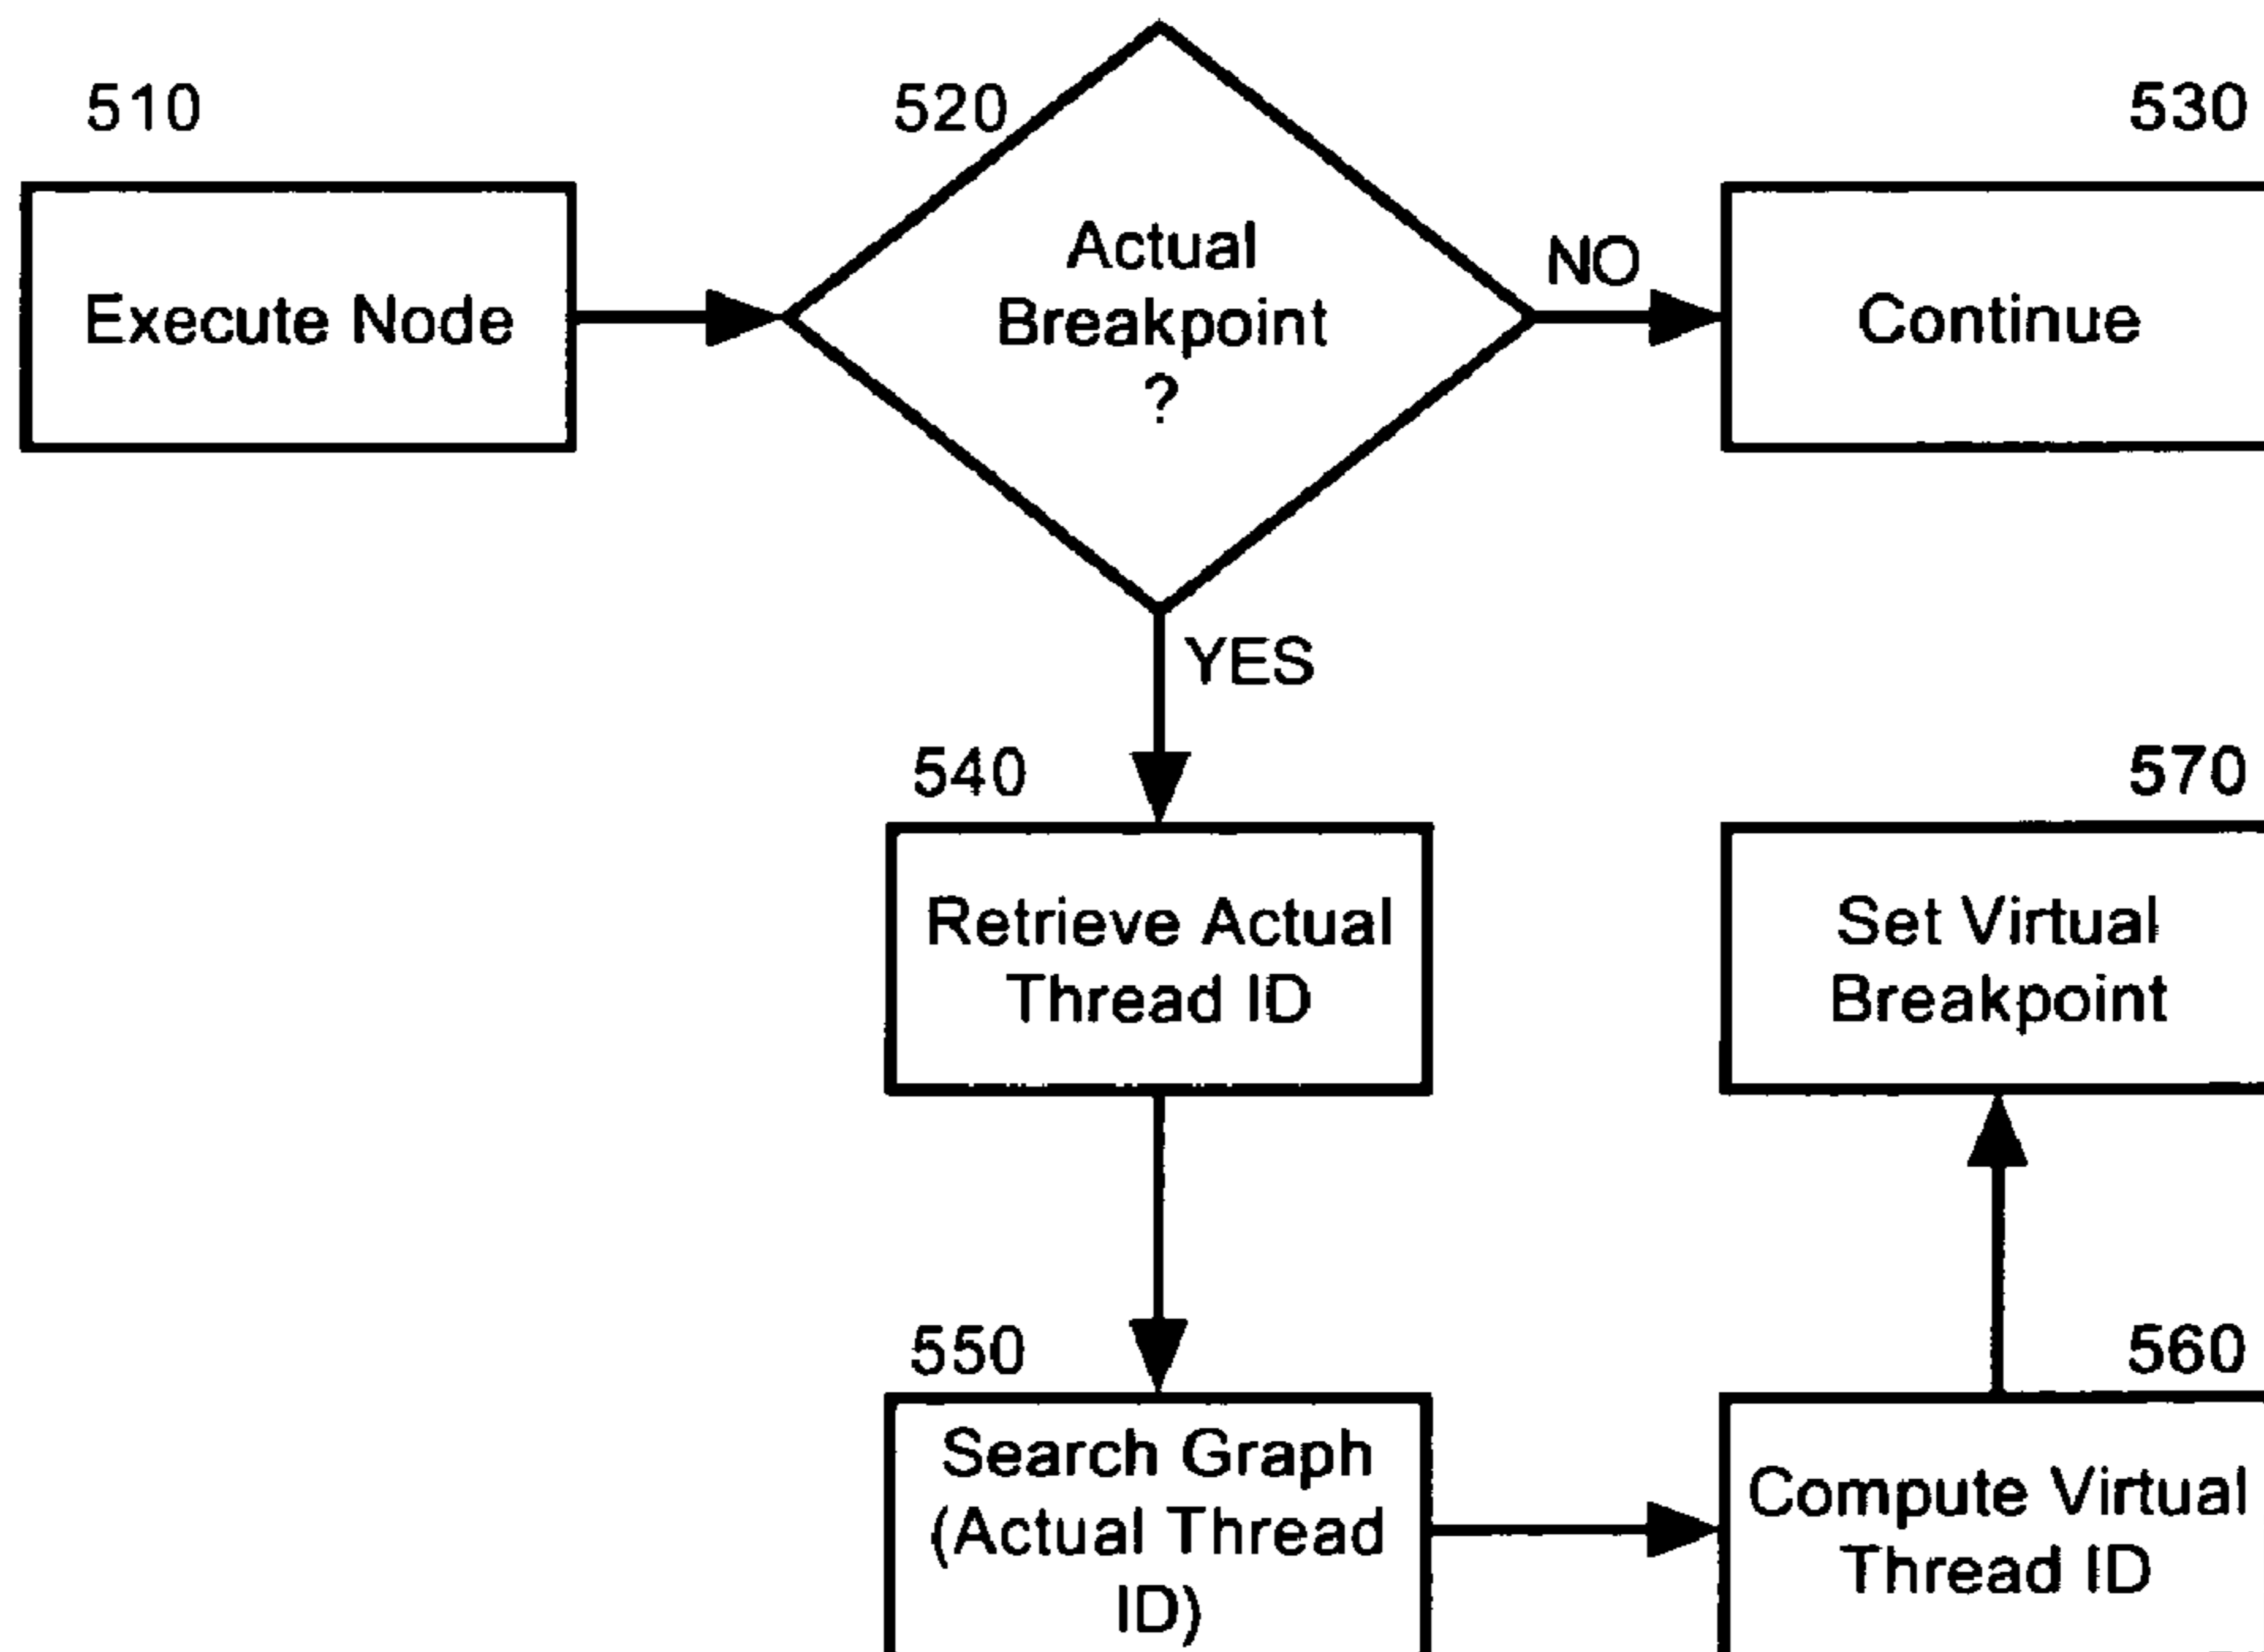 510
520
530
Execute Node
Actual
Breakpoint
?
NO
Continue
YES
540
570
Retrieve Actual
Thread ID
Set Virtual
Breakpoint
550
560
Search Graph
(Actual Thread
ID)
Compute Virtual
Thread ID